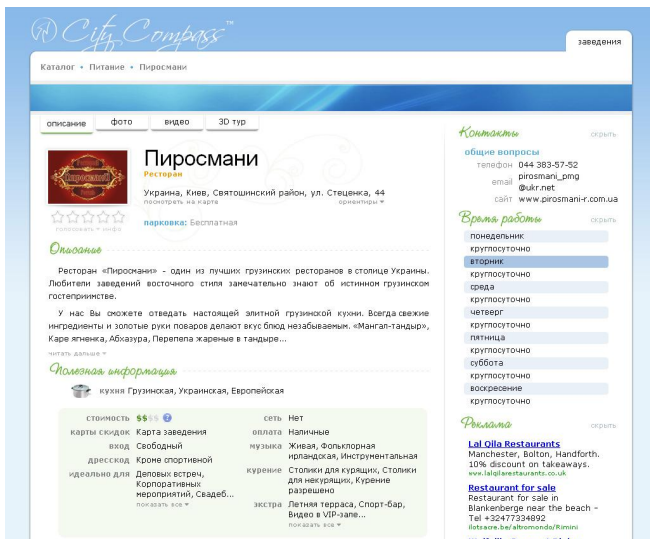 City Compass™
заведения
Каталог • Питание • Пиросмани
описание фото видео 3D тур
Пиросмани
Ресторан
Украина, Киев, Святошинский район, ул. Стеценка, 44
посмотреть на карте ориентиры
голосовать инфо
парковка: Бесплатная
Описание
Ресторан «Пиросмани» - один из лучших грузинских ресторанов в столице Украины.
Любители заведений восточного стиля замечательно знают об истинном грузинском
гостеприимстве.
У нас Вы сможете отведать настоящей элитной грузинской кухни. Всегда свежие
ингредиенты и золотые руки поваров делают вкус блюд незабываемым. «Мангал-тандыр»,
Каре ягненка, Абхазура, Перепела жареные в тандыре...
читать дальше
Полезная информация
кухня Грузинская, Украинская, Европейская
стоимость $$$$ ?
карты скидок Карта заведения
вход Свободный
дресскод Кроме спортивной
идеально для Деловых встреч,
Корпоративных
мероприятий, Свадеб...
показать все
сеть Нет
оплата Наличные
музыка Живая, Фольклорная
ирландская, Инструментальная
курение Столики для курящих, Столики
для некурящих, Курение
разрешено
экстра Летняя терраса, Спорт-бар,
Видео в VIP-зале...
показать все
Контакты скрыть
общие вопросы
телефон 044 383-57-52
email pirosmani_pmg
@ukr.net
сайт www.pirosmani-r.com.ua
Время работы скрыть
понедельник
круглосуточно
вторник
круглосуточно
среда
круглосуточно
четверг
круглосуточно
пятница
круглосуточно
суббота
круглосуточно
воскресение
круглосуточно
Реклама скрыть
Lal Qila Restaurants
Manchester, Bolton, Handforth.
10% discount on takeaways.
www.lalqilarestaurants.co.uk
Restaurant for sale
Restaurant for sale in
Blankenberge near the beach -
Tel +32477334892
ilotsacre.be/altromondo/Rimini